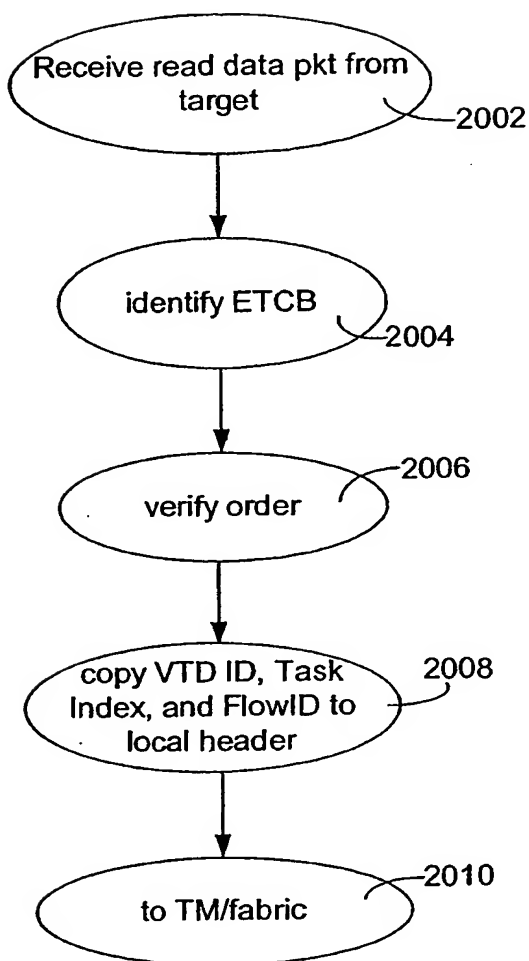 Receive read data pkt from
target
2002
identify ETCB
2004
2006
verify order
copy VTD ID, Task
Index, and FlowID to
local header
2008
2010
to TM/fabric